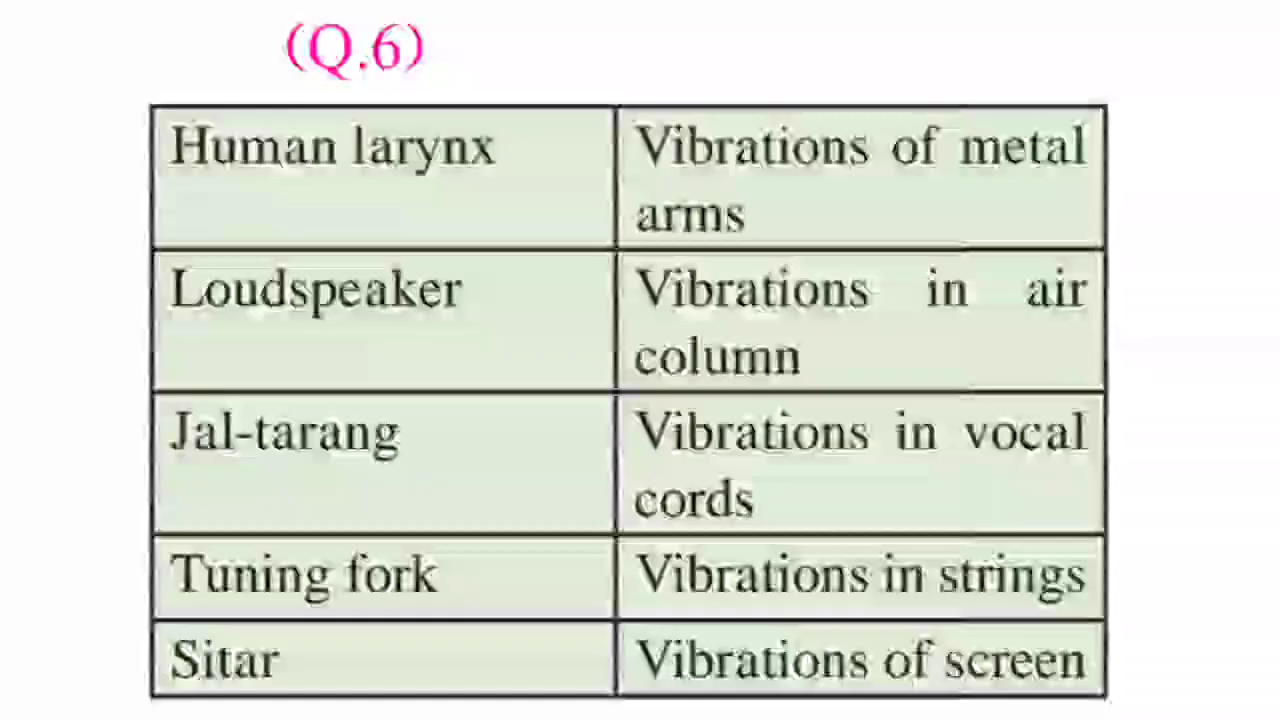 (Q.6)
Human larynx
Vibrations of metal
arms
Loudspeaker
Vibrations in air
column
Jal-tarang
Vibrations in vocal
cords
Tuning fork
Vibrations in strings
Sitar
Vibrations of screen